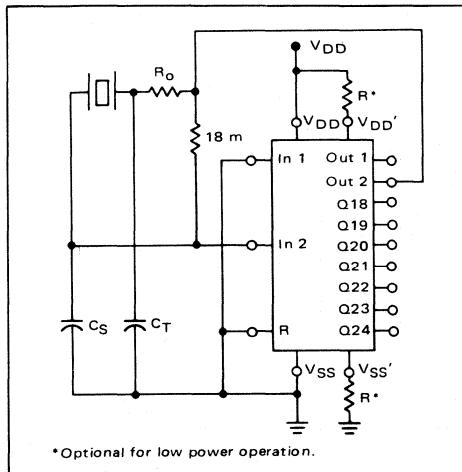 VDD
Ro
R*
VDD
VDD'
18 m
In 1
Out 1
Out 2
Q18
Q19
In 2
Q20
Q21
Q22
Q23
CS
CT
R
Q24
VSS
VSS'
R*
*Optional for low power operation.